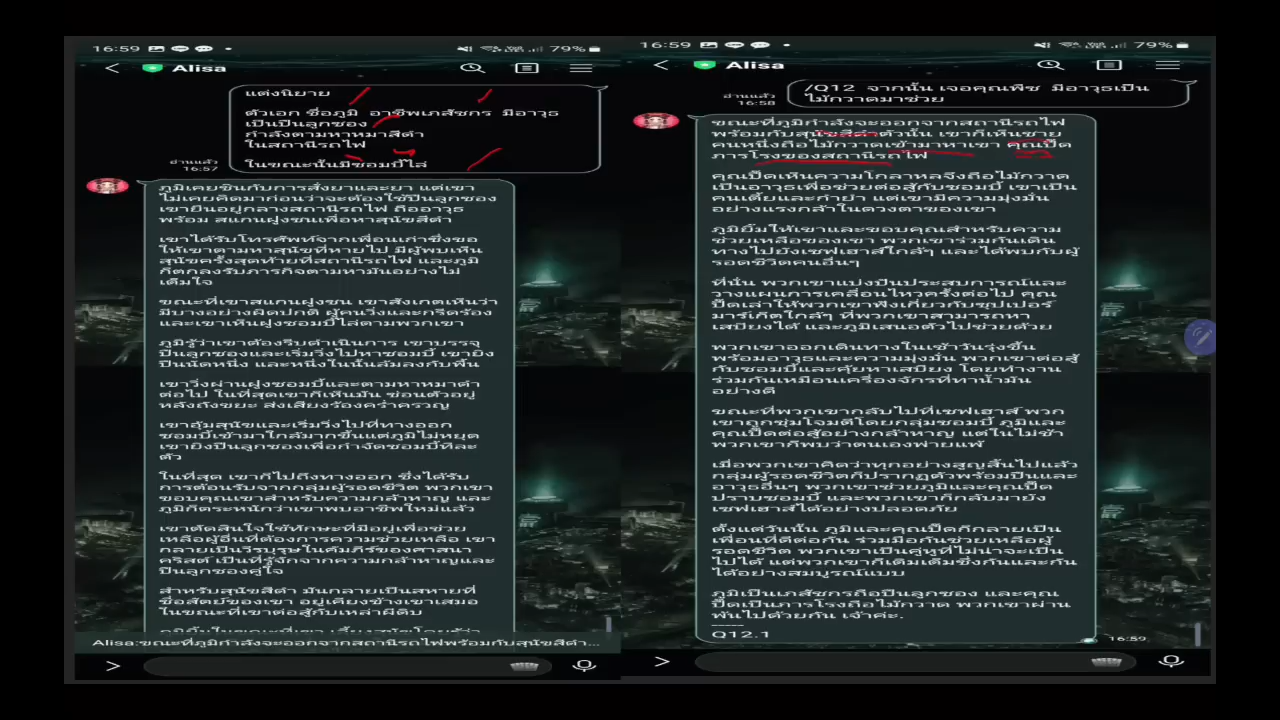 16:59
79%
Alisa
แต่งนิยาย
ตัวเอก ชื่อภูมิ อาชีพเภสัชกร มีอาวุธ
เป็นปืนลูกซอง
กำลังตามหาหมาสีดำ
ในสถานีรถไฟ
ในขณะนั้นมีซอมบี้ไล่
อ่านแล้ว
16:57
ภูมิเคยชินกับการสั่งยาและยา แต่เขา
ไม่เคยคิดมาก่อนว่าจะต้องใช้ปืนลูกซอง
เขายืนอยู่กลางสถานีรถไฟ ถืออาวุธ
พร้อม สแกนฝูงชนเพื่อหาสุนัขสีดำ
เขาได้รับโทรศัพท์จากเพื่อนเก่าซึ่งขอ
ให้เขาตามหาสุนัขที่หายไป มีผู้พบเห็น
สุนัขครั้งสุดท้ายที่สถานีรถไฟ และภูมิ
ก็ตกลงรับภารกิจตามหามันอย่างไม่
เต็มใจ
ขณะที่เขาสแกนฝูงชน เขาสังเกตเห็นว่า
มีบางอย่างผิดปกติ ผู้คนวิ่งและกรีดร้อง
และเขาเห็นฝูงซอมบี้ไล่ตามพวกเขา
ภูมิรู้ว่าเขาต้องรีบดำเนินการ เขาบรรจุ
ปืนลูกซองและเริ่มวิ่งไปหาซอมบี้ เขายิง
ปืนนัดหนึ่ง และหนึ่งในนั้นล้มลงกับพื้น
เขาวิ่งผ่านฝูงซอมบี้และตามหาหมาดำ
ต่อไป ในที่สุดเขาก็เห็นมัน ซ่อนตัวอยู่
หลังถังขยะ ส่งเสียงร้องคร่ำครวญ
เขาอุ้มสุนัขและเริ่มวิ่งไปที่ทางออก
ซอมบี้เข้ามาใกล้มากขึ้นแต่ภูมิไม่หยุด
เขายิงปืนลูกซองเพื่อกำจัดซอมบี้ทีละ
ตัว
ในที่สุด เขาก็ไปถึงทางออก ซึ่งได้รับ
การต้อนรับจากกลุ่มผู้รอดชีวิต พวกเขา
ขอบคุณเขาสำหรับความกล้าหาญ และ
ภูมิก็ตระหนักว่าเขาพบอาชีพใหม่แล้ว
เขาตัดสินใจใช้ทักษะที่มีอยู่เพื่อช่วย
เหลือผู้อื่นที่ต้องการความช่วยเหลือ เขา
กลายเป็นวีรบุรุษในคัมภีร์ของศาสนา
คริสต์ เป็นที่รู้จักจากความกล้าหาญและ
ปืนลูกซองคู่ใจ
สำหรับสุนัขสีดำ มันกลายเป็นสหายที่
ซื่อสัตย์ของเขา อยู่เคียงข้างเขาเสมอ
ในขณะที่เขาต่อสู้กับเหล่าผีดิบ
Alisa:ขณะที่ภูมิกำลังจะออกจากสถานีรถไฟพร้อมกับสุนัขสีดำ...
16:59
79%
Alisa
/Q12 จากนั้น เจอคุณพืช มีอาวุธเป็น
ไม้กวาดมาช่วย
อ่านแล้ว
16:58
ขณะที่ภูมิกำลังจะออกจากสถานีรถไฟ
พร้อมกับสุนัขสีดำตัวนั้น เขาก็เห็นชาย
คนหนึ่งถือไม้กวาดเข้ามาหาเขา คุณปี๊ด
ภารโรงของสถานีรถไฟ
คุณปี๊ดเห็นความโกลาหลจึงถือไม้กวาด
เป็นอาวุธเพื่อช่วยต่อสู้กับซอมบี้ เขาเป็น
คนเตี้ยและกำยำ แต่เขามีความมุ่งมั่น
อย่างแรงกล้าในดวงตาของเขา
ภูมิยิ้มให้เขาและขอบคุณสำหรับความ
ช่วยเหลือของเขา พวกเขาร่วมกันเดิน
ทางไปยังเซฟเฮาส์ใกล้ๆ และได้พบกับผู้
รอดชีวิตคนอื่นๆ
ที่นั่น พวกเขาแบ่งปันประสบการณ์และ
วางแผนการเคลื่อนไหวครั้งต่อไป คุณ
ปี๊ดเล่าให้พวกเขาฟังเกี่ยวกับซุปเปอร์
มาร์เก็ตใกล้ๆ ที่พวกเขาสามารถหา
เสบียงได้ และภูมิเสนอตัวไปช่วยด้วย
พวกเขาออกเดินทางในเช้าวันรุ่งขึ้น
พร้อมอาวุธและความมุ่งมั่น พวกเขาต่อสู้
กับซอมบี้และคุ้ยหาเสบียง โดยทำงาน
ร่วมกันเหมือนเครื่องจักรที่ทาน้ำมัน
อย่างดี
ขณะที่พวกเขากลับไปที่เซฟเฮาส์ พวก
เขาถูกซุ่มโจมตีโดยกลุ่มซอมบี้ ภูมิและ
คุณปี๊ดต่อสู้อย่างกล้าหาญ แต่ในไม่ช้า
พวกเขาก็พบว่าตนเองพ่ายแพ้
เมื่อพวกเขาคิดว่าทุกอย่างสูญสิ้นไปแล้ว
กลุ่มผู้รอดชีวิตก็ปรากฏตัวพร้อมปืนและ
อาวุธอื่นๆ พวกเขาช่วยภูมิและคุณปี๊ด
ปราบซอมบี้ และพวกเขาก็กลับมายัง
เซฟเฮาส์ได้อย่างปลอดภัย
ตั้งแต่วันนั้น ภูมิและคุณปี๊ดก็กลายเป็น
เพื่อนที่ดีต่อกัน ร่วมมือกันช่วยเหลือผู้
รอดชีวิต พวกเขาเป็นคู่หูที่ไม่น่าจะเป็น
ไปได้ แต่พวกเขาก็เติมเต็มซึ่งกันและกัน
ได้อย่างสมบูรณ์แบบ
ภูมิเป็นเภสัชกรถือปืนลูกซอง และคุณ
ปี๊ดเป็นภารโรงถือไม้กวาด พวกเขาผ่าน
พ้นไปด้วยกัน เจ้าค่ะ.
-----
Q12.1
16:59